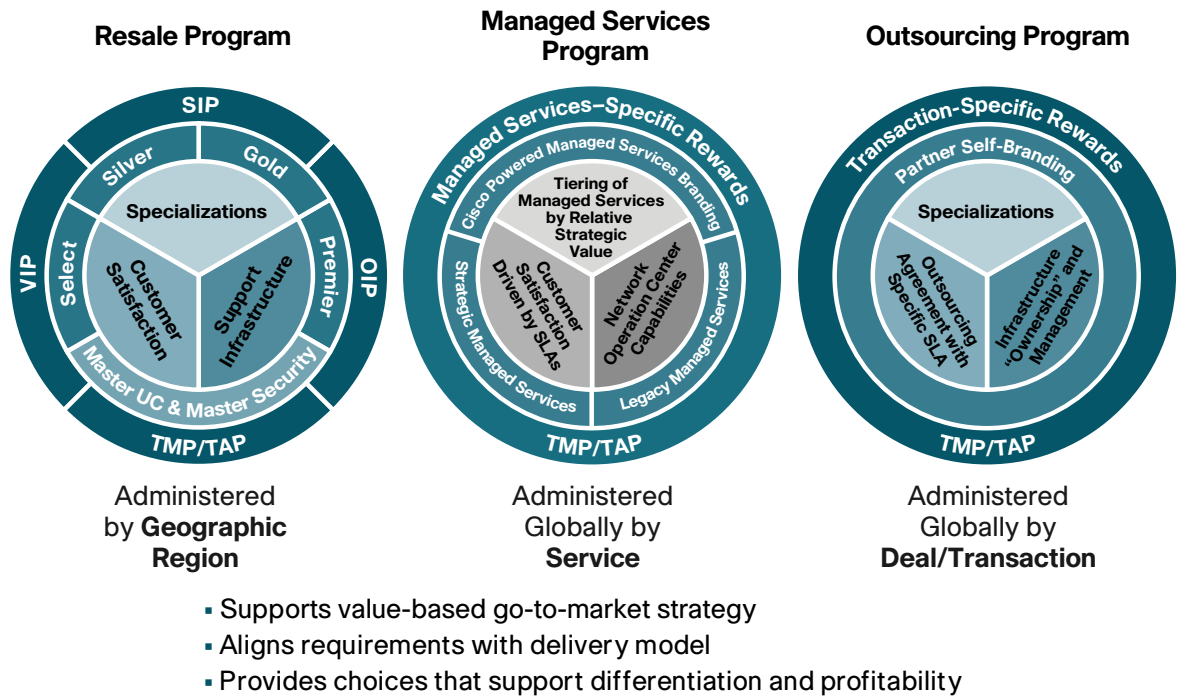 Resale Program
SIP
VIP
OIP
TMP/TAP
Silver
Gold
Select
Premier
Master UC & Master Security
Specializations
Customer
Satisfaction
Support
Infrastructure
Administered
by Geographic
Region
Managed Services
Program
Managed Services–Specific Rewards
TMP/TAP
Cisco Powered Managed Services Branding
Strategic Managed Services
Legacy Managed Services
Tiering of
Managed Services
by Relative
Strategic
Value
Customer
Satisfaction
Driven by SLAs
Network
Operation Center
Capabilities
Administered
Globally by
Service
Outsourcing Program
Transaction-Specific Rewards
TMP/TAP
Partner Self-Branding
Specializations
Outsourcing
Agreement with
Specific SLA
Infrastructure
“Ownership” and
Management
Administered
Globally by
Deal/Transaction
▪ Supports value-based go-to-market strategy
▪ Aligns requirements with delivery model
▪ Provides choices that support differentiation and profitability